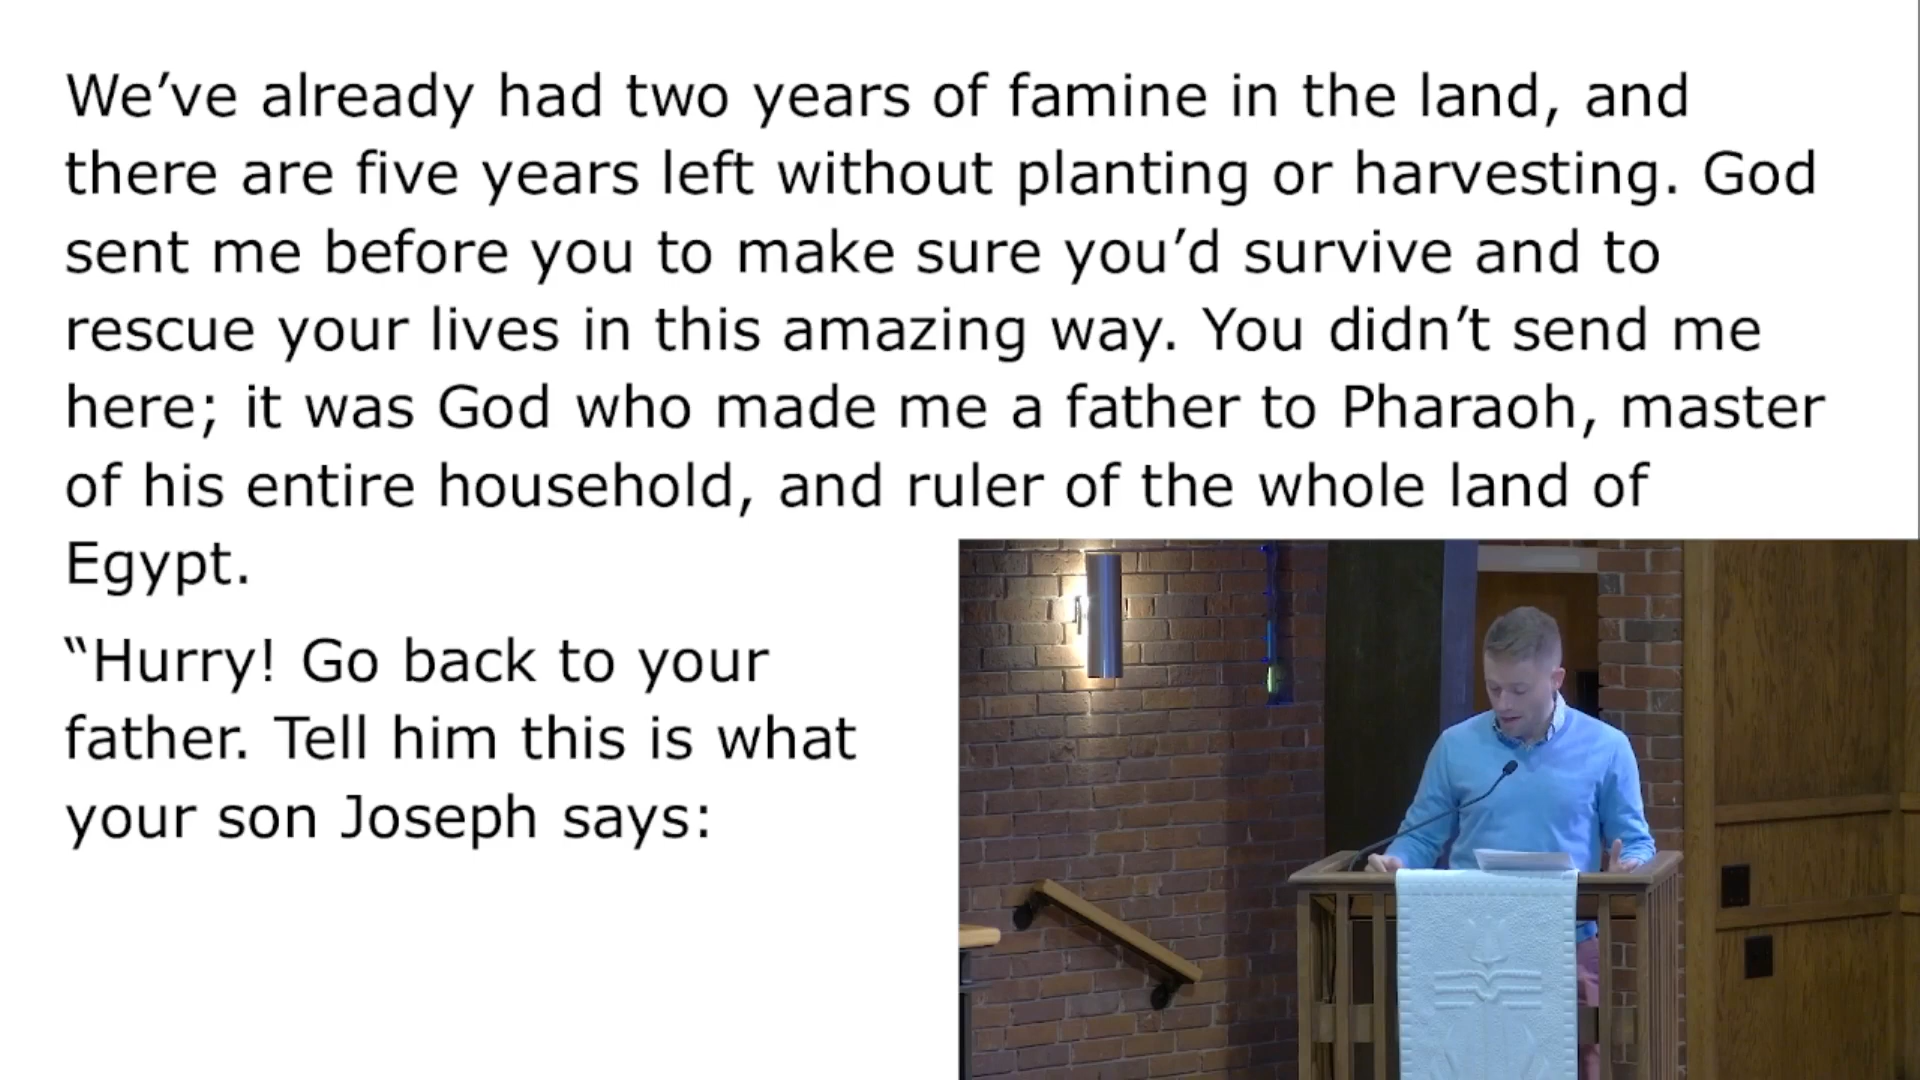 We’ve already had two years of famine in the land, and
there are five years left without planting or harvesting. God
sent me before you to make sure you’d survive and to
rescue your lives in this amazing way. You didn’t send me
here; it was God who made me a father to Pharaoh, master
of his entire household, and ruler of the whole land of
Egypt.
“Hurry! Go back to your
father. Tell him this is what
your son Joseph says: